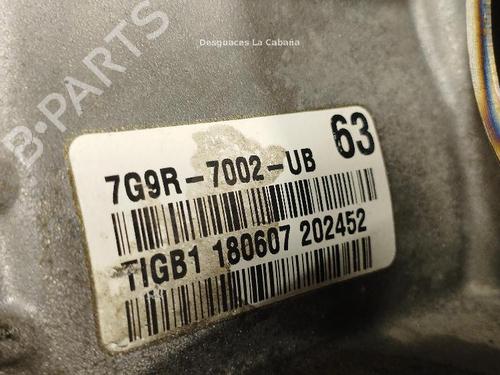 Desguaces La Cabaña
B-PARTS
7G9R-7002-UB 63
TIGB1 180607 202452